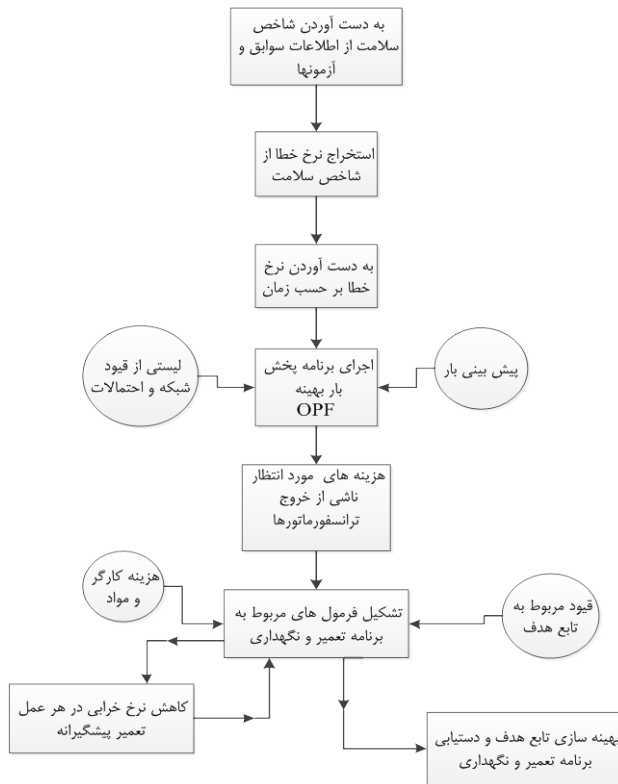 به دست آوردن شاخص
سلامت از اطلاعات سوابق و
آزمونها
استخراج نرخ خطا از
شاخص سلامت
به دست آوردن نرخ
خطا بر حسب زمان
پیش بینی بار
اجرای برنامه پخش
بار بهینه
OPF
لیستی از قیود
شبکه و احتمالات
هزینه های مورد انتظار
ناشی از خروج
ترانسفورماتورها
قیود مربوط به
تابع هدف
تشکیل فرمول های مربوط به
برنامه تعمیر و نگهداری
هزینه کارگر
و مواد
کاهش نرخ خرابی در هر عمل
تعمیر پیشگیرانه
بهینه سازی تابع هدف و دستیابی
برنامه تعمیر و نگهداری